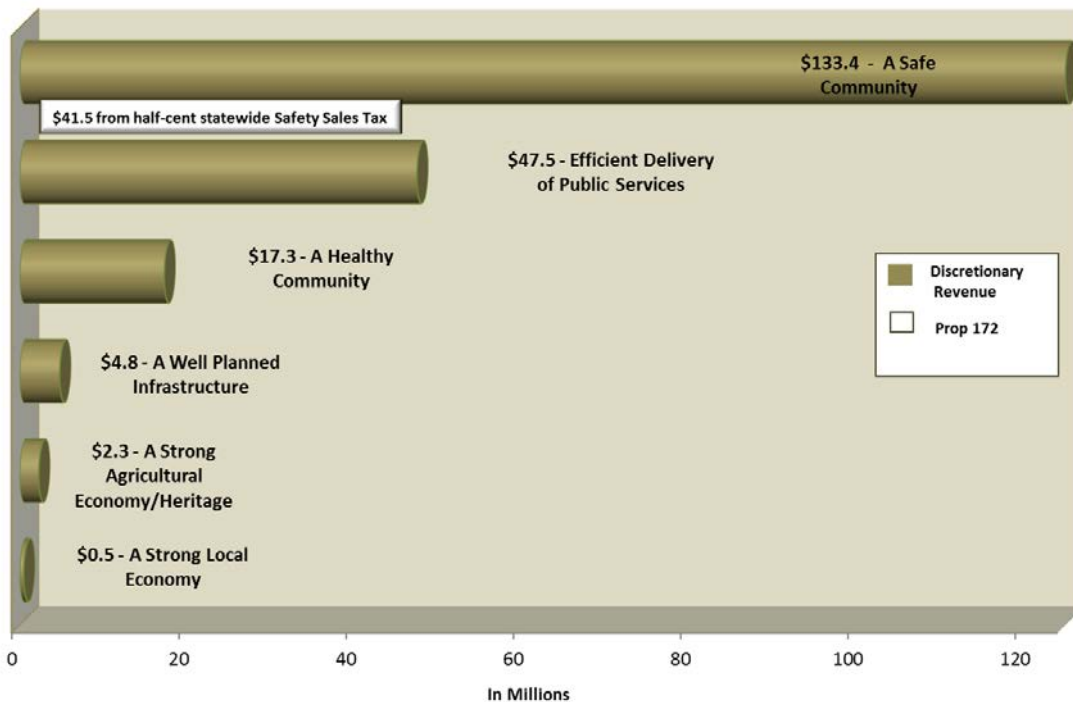 $133.4 - A Safe
Community
$41.5 from half-cent statewide Safety Sales Tax
$47.5 - Efficient Delivery
of Public Services
$17.3 - A Healthy
Community
Discretionary
Revenue
Prop 172
$4.8 - A Well Planned
Infrastructure
$2.3 - A Strong
Agricultural
Economy/Heritage
$0.5 - A Strong Local
Economy
0 20 40 60 80 100 120
In Millions